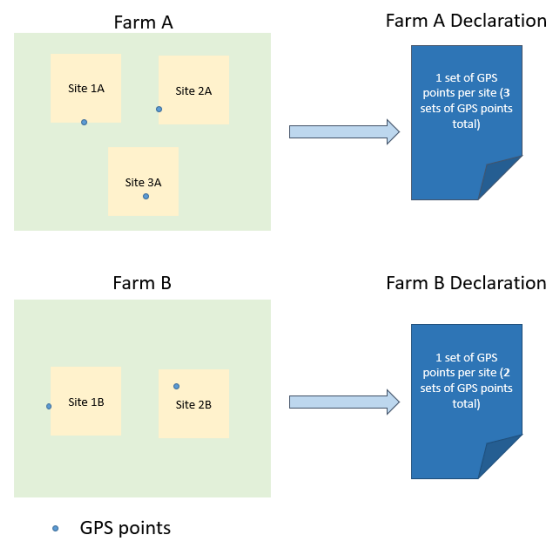 Farm A
Farm A Declaration
Site 1A
Site 2A
Site 3A
1 set of GPS
points per site (3
sets of GPS points
total)
Farm B
Farm B Declaration
Site 1B
Site 2B
1 set of GPS
points per site (2
sets of GPS points
total)
GPS points